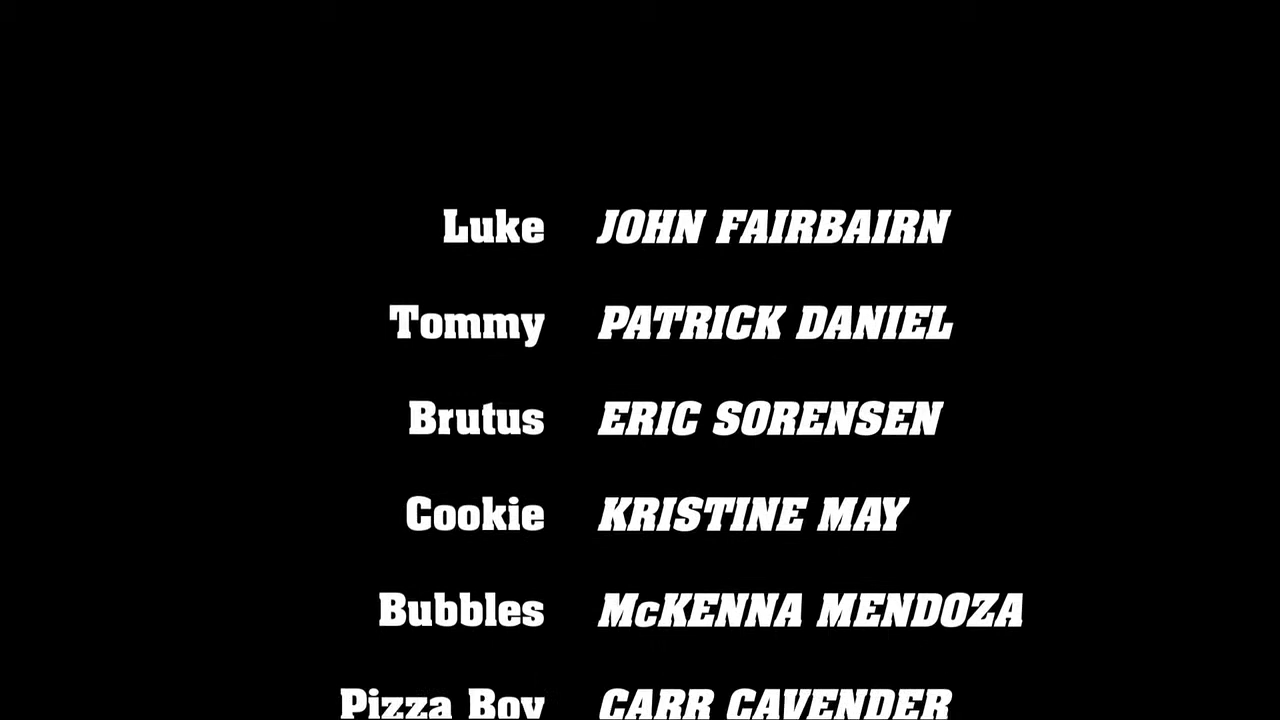 Luke JOHN FAIRBAIRN
Tommy PATRICK DANIEL
Brutus ERIC SORENSEN
Cookie KRISTINE MAY
Bubbles McKENNA MENDOZA
Pizza Boy CARR CAVENDER